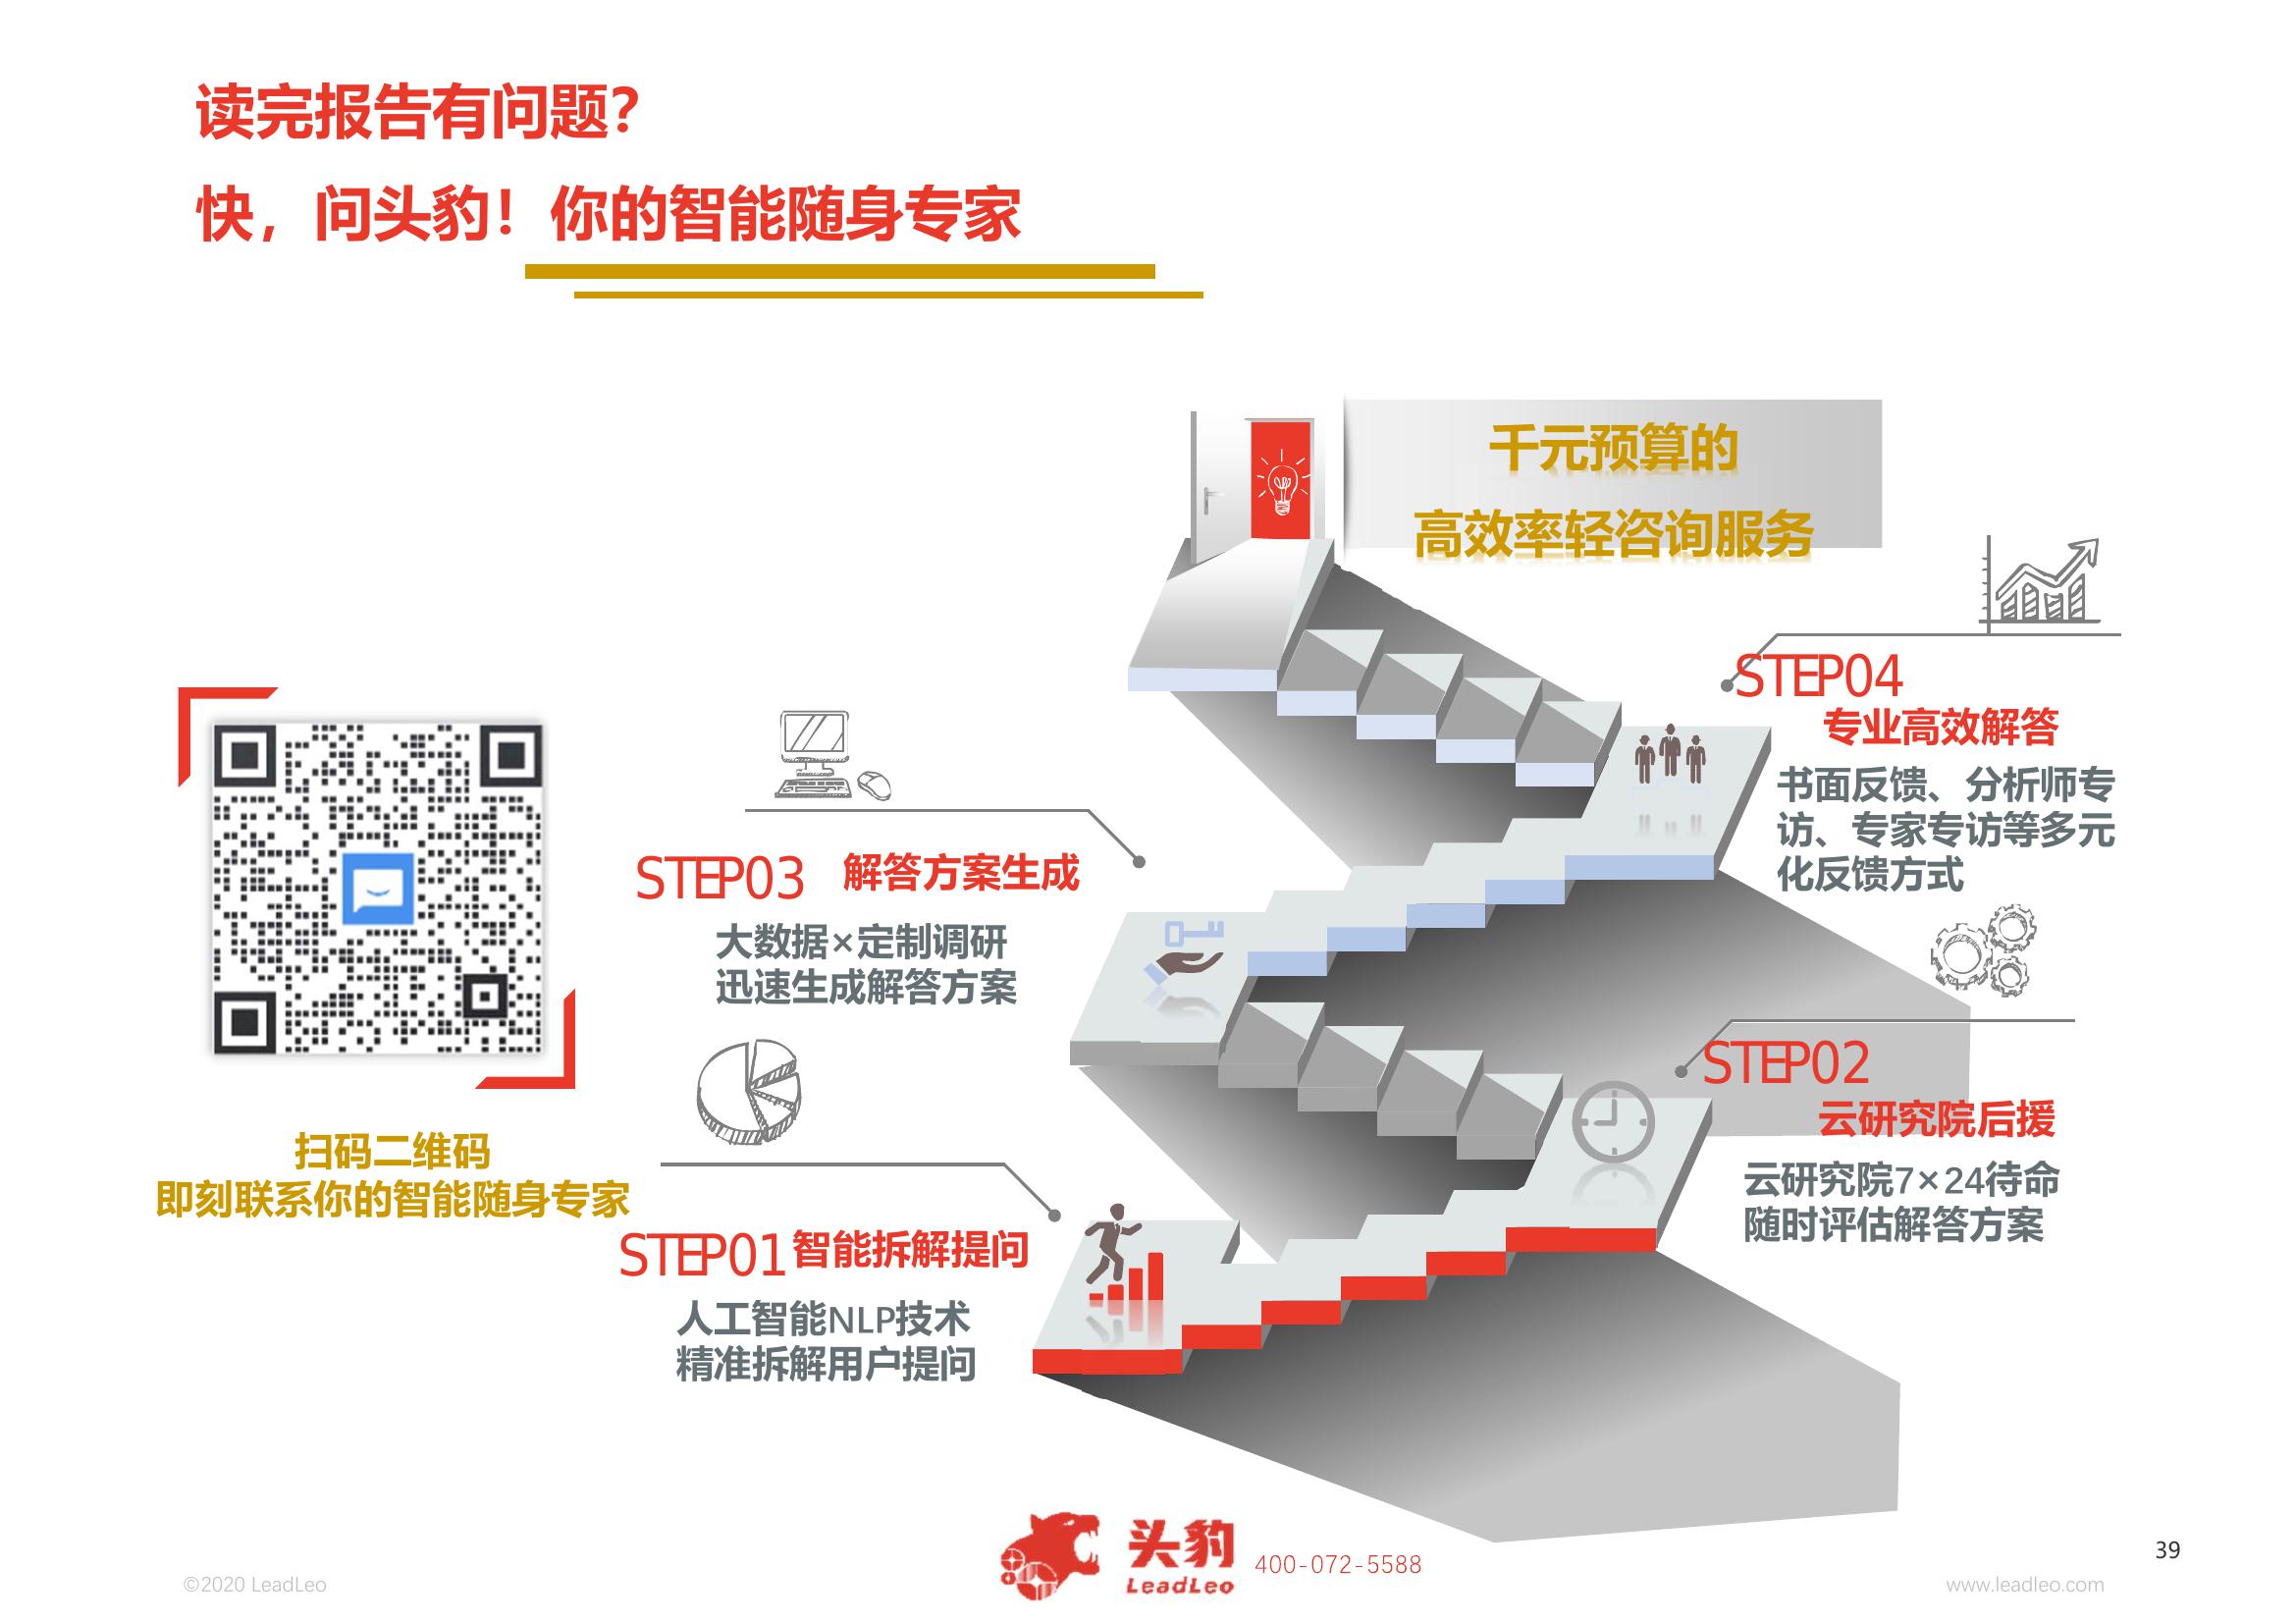 读完报告有问题？
快，问头豹！你的智能随身专家
千元预算的
高效率轻咨询服务
STEP04
专业高效解答
书面反馈、分析师专
访、专家专访等多元
化反馈方式
STEP03 解答方案生成
大数据×定制调研
迅速生成解答方案
STEP02
云研究院后援
云研究院7×24待命
随时评估解答方案
扫码二维码
即刻联系你的智能随身专家
STEP01 智能拆解提问
人工智能NLP技术
精准拆解用户提问
头豹
LeadLeo
400-072-5588
39
©2020 LeadLeo
www.leadleo.com